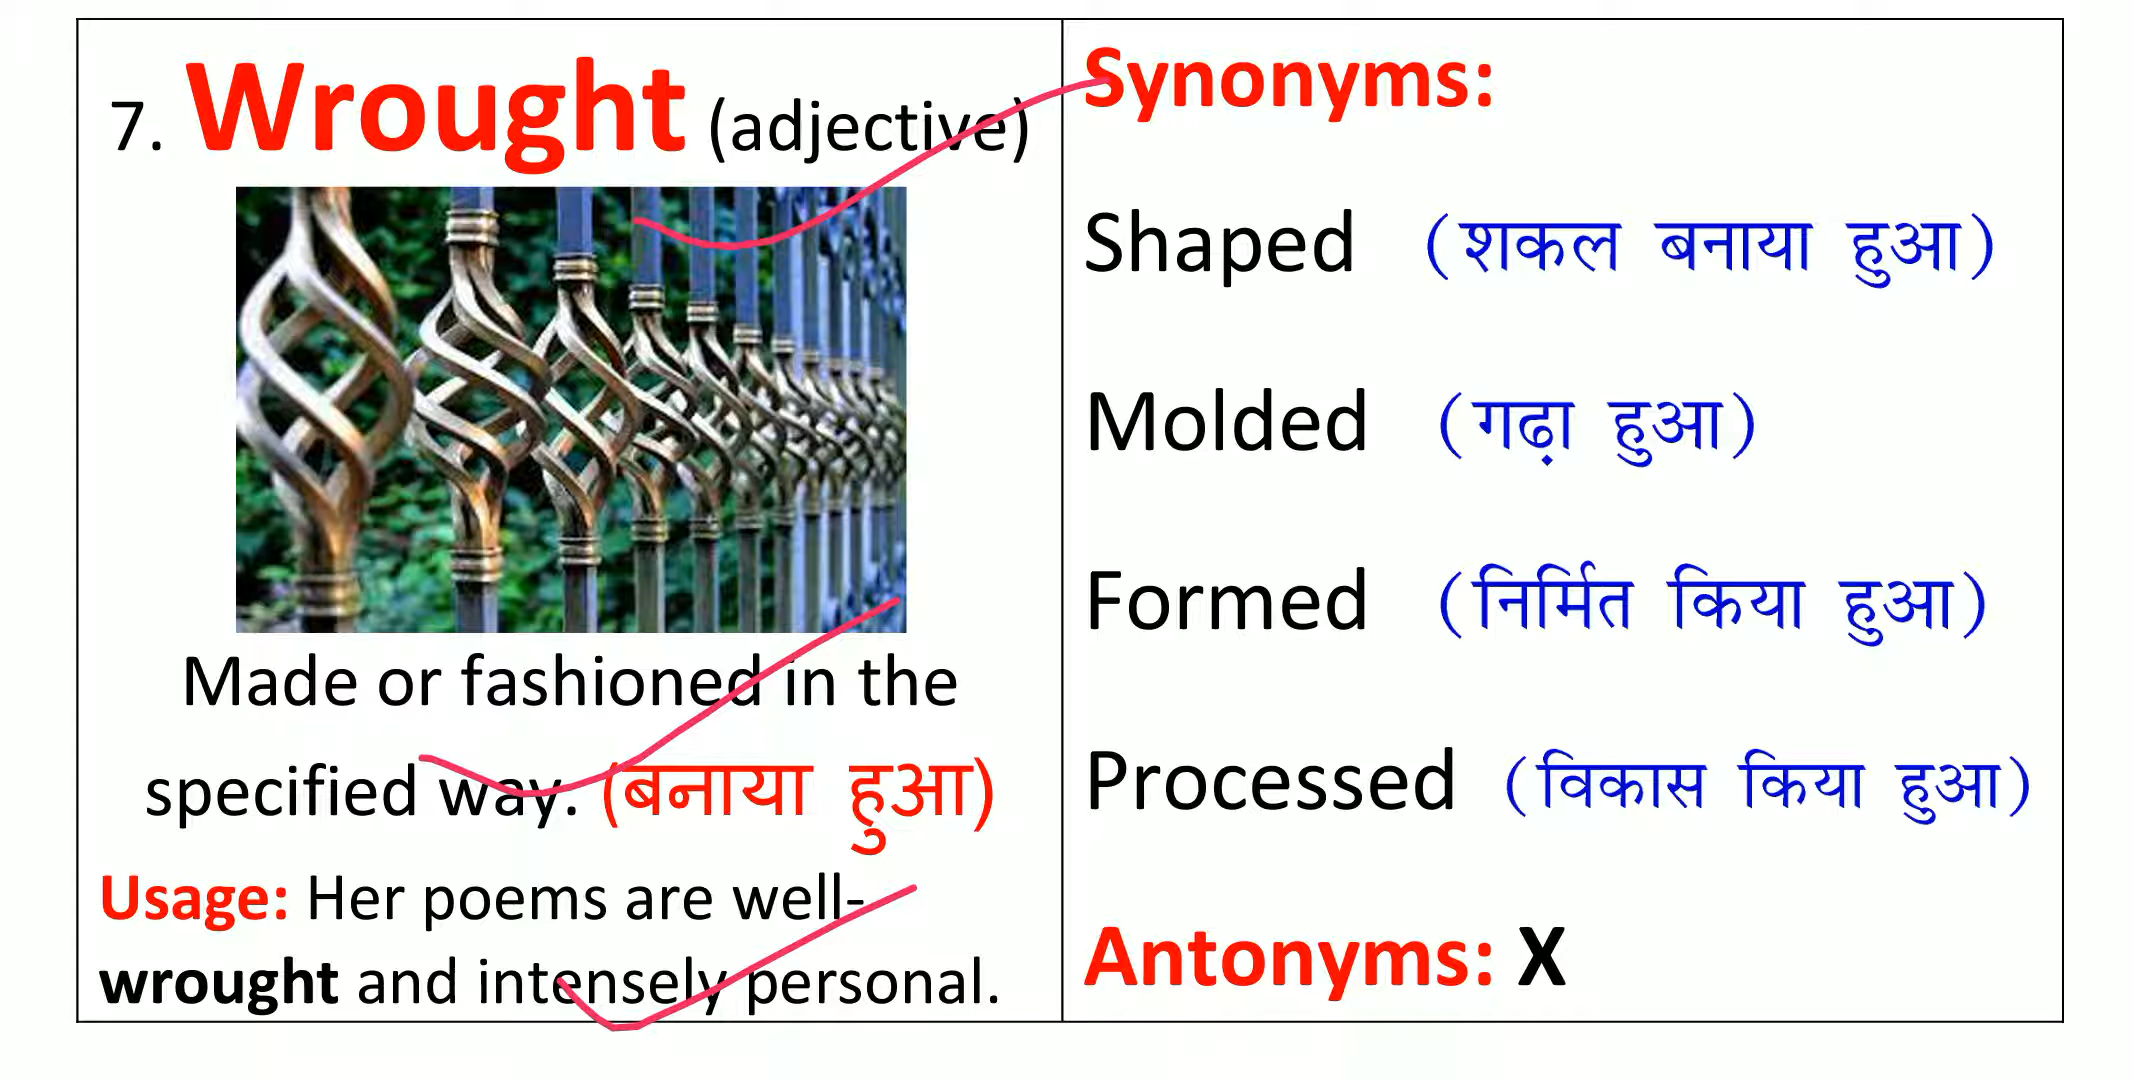 7. Wrought (adjective)
Made or fashioned in the
specified way. (बनाया हुआ)
Usage: Her poems are well-
wrought and intensely personal.
Synonyms:
Shaped (शकल बनाया हुआ)
Molded (गढ़ा हुआ)
Formed (निर्मित किया हुआ)
Processed (विकास किया हुआ)
Antonyms: X